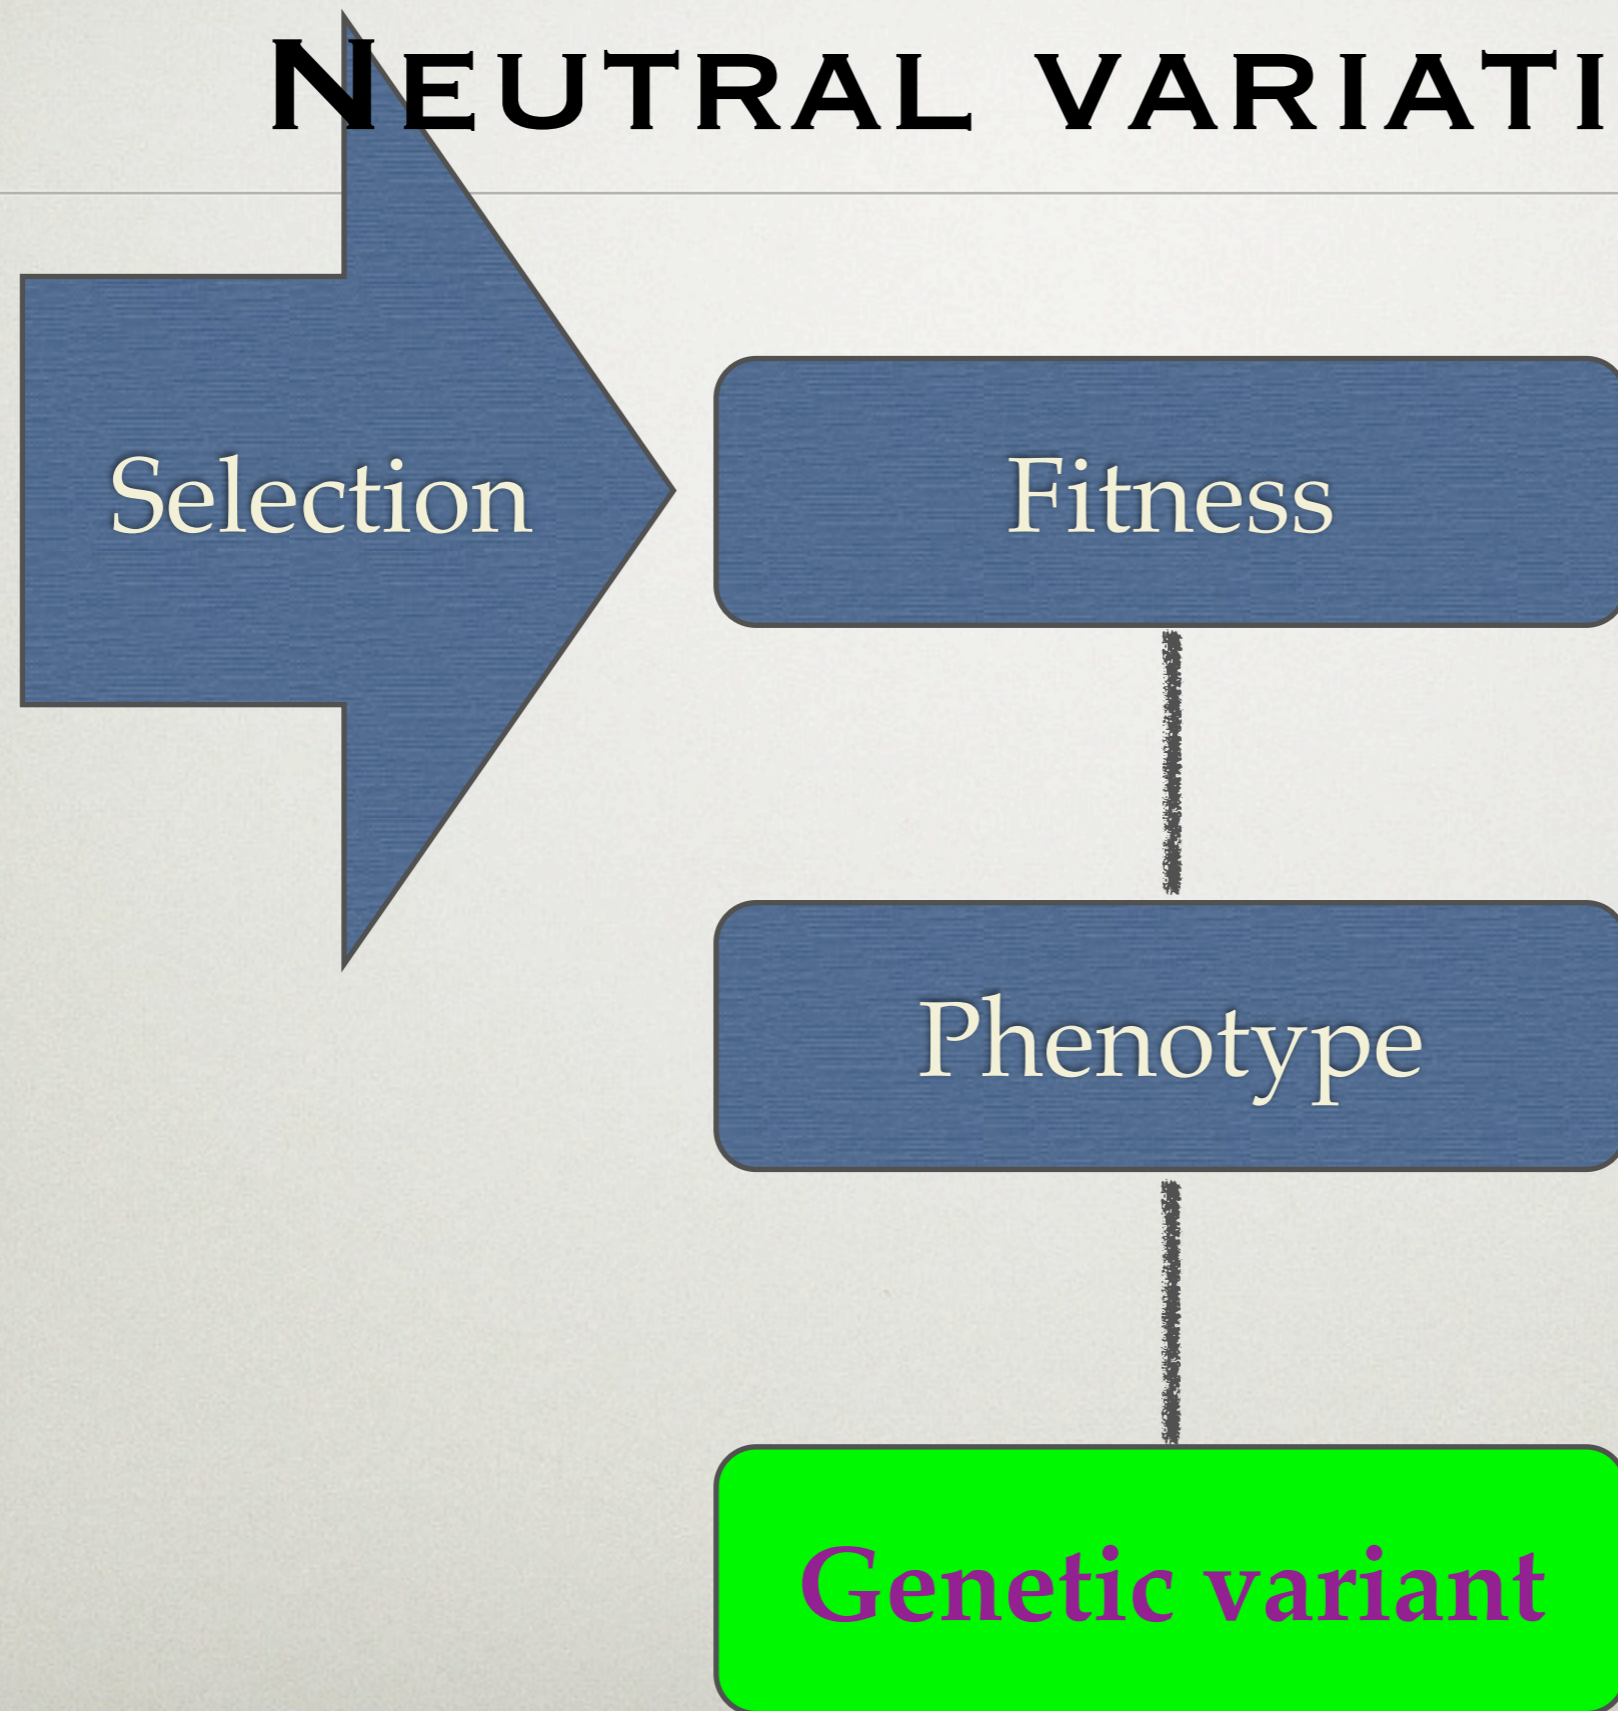 NEUTRAL VARIATI
Selection
Fitness
Phenotype
Genetic variant